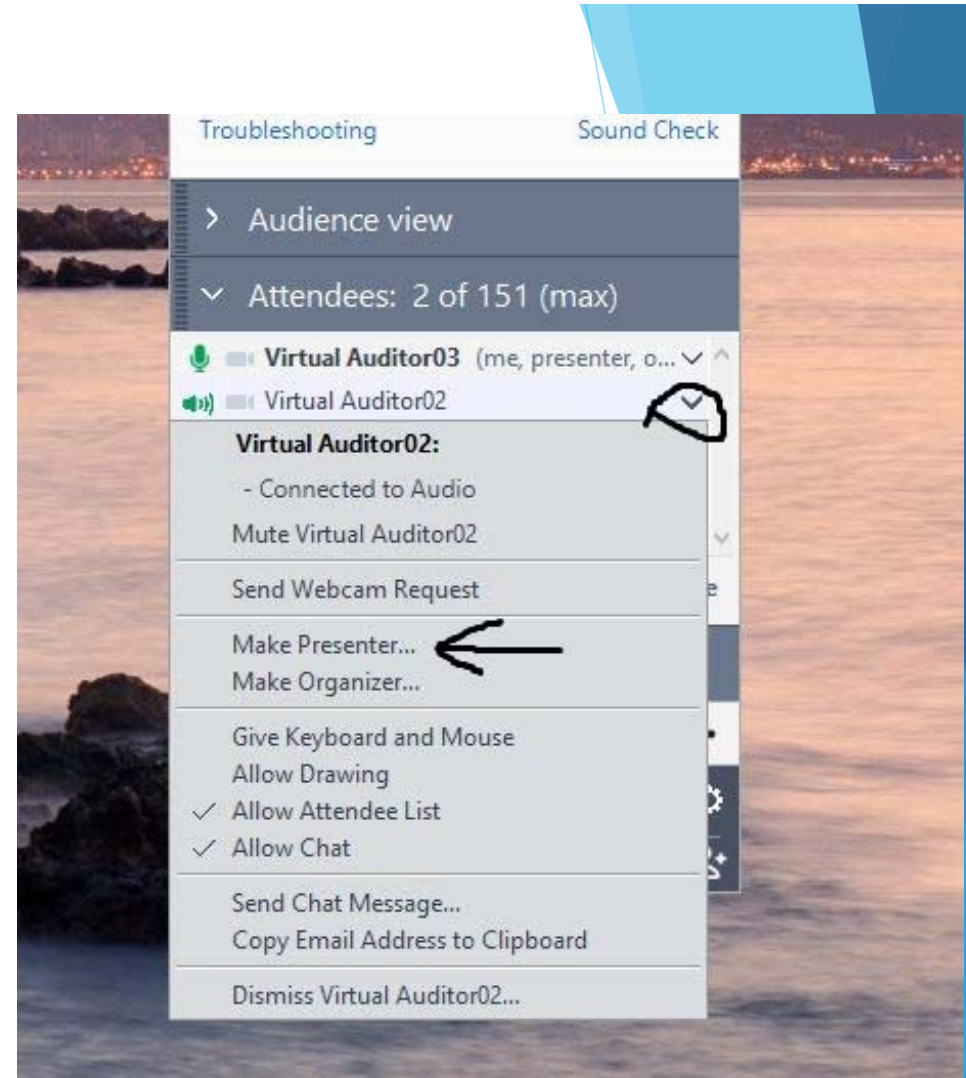 Troubleshooting Sound Check
Audience view
Attendees: 2 of 151 (max)
Virtual Auditor03 (me, presenter, o...
Virtual Auditor02
Virtual Auditor02:
- Connected to Audio
Mute Virtual Auditor02
Send Webcam Request
Make Presenter...
Make Organizer...
Give Keyboard and Mouse
Allow Drawing
Allow Attendee List
Allow Chat
Send Chat Message...
Copy Email Address to Clipboard
Dismiss Virtual Auditor02...